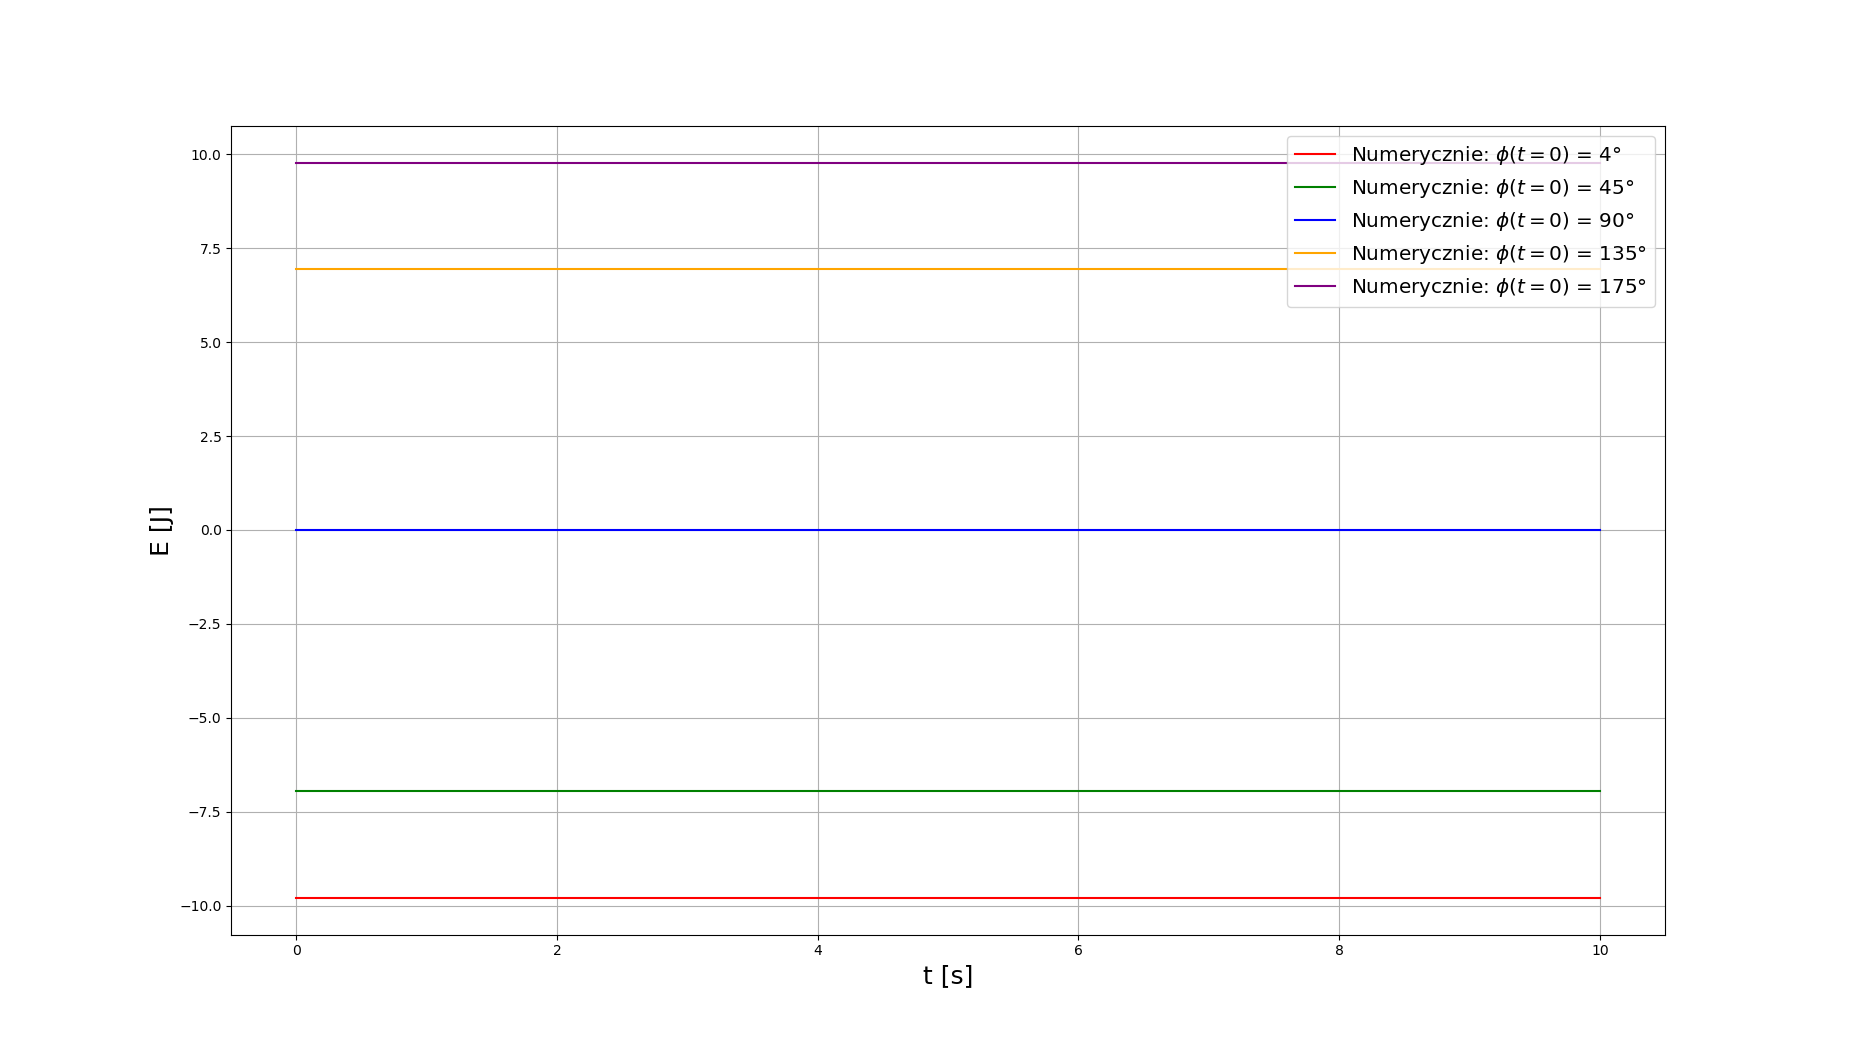 10.0
7.5
5.0
2.5
0.0
−2.5
−5.0
−7.5
−10.0
E [J]
0 2 4 6 8 10
t [s]
Numerycznie: ϕ(t = 0) = 4°
Numerycznie: ϕ(t = 0) = 45°
Numerycznie: ϕ(t = 0) = 90°
Numerycznie: ϕ(t = 0) = 135°
Numerycznie: ϕ(t = 0) = 175°